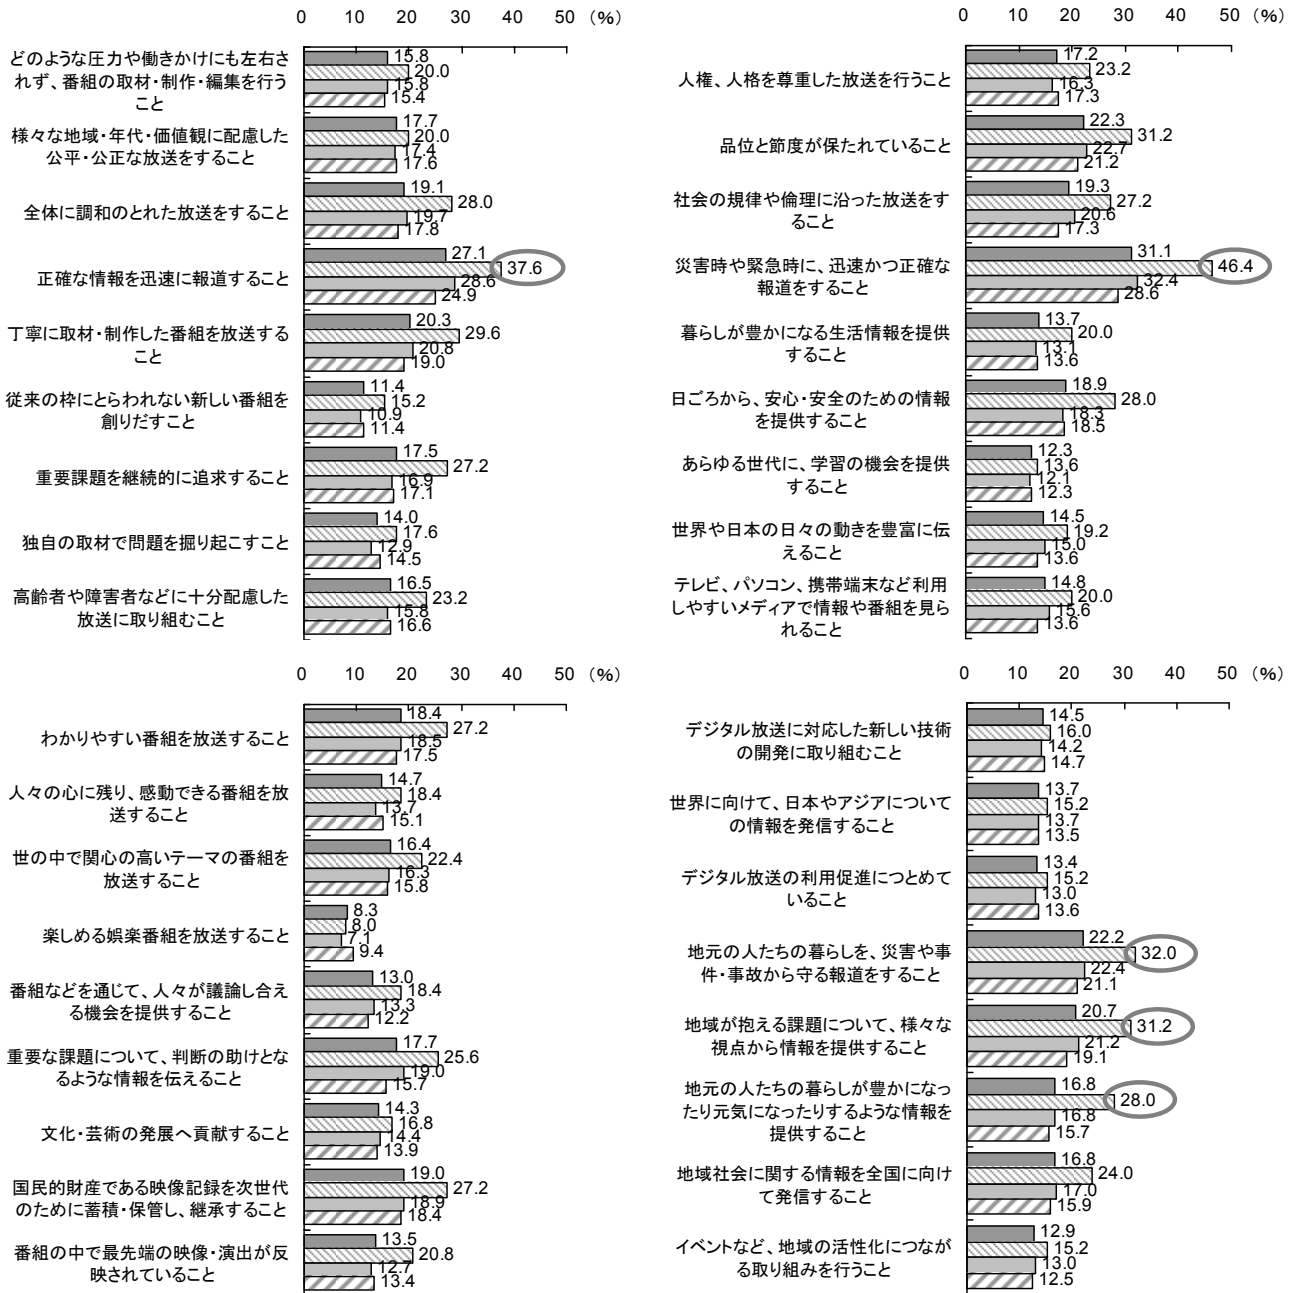 0 10 20 30 40 50 (%)
どのような圧力や働きかけにも左右さ
れず、番組の取材・制作・編集を行う
こと
15.8
20.0
15.8
15.4
様々な地域・年代・価値観に配慮した
公平・公正な放送をすること
17.7
20.0
17.4
17.6
全体に調和のとれた放送をすること
19.1
28.0
19.7
17.8
正確な情報を迅速に報道すること
27.1
37.6
28.6
24.9
丁寧に取材・制作した番組を放送する
こと
20.3
29.6
20.8
19.0
従来の枠にとらわれない新しい番組を
創りだすこと
11.4
15.2
10.9
11.4
重要課題を継続的に追求すること
17.5
27.2
16.9
17.1
独自の取材で問題を掘り起こすこと
14.0
17.6
12.9
14.5
高齢者や障害者などに十分配慮した
放送に取り組むこと
16.5
23.2
15.8
16.6
0 10 20 30 40 50 (%)
人権、人格を尊重した放送を行うこと
17.2
23.2
16.3
17.3
品位と節度が保たれていること
22.3
31.2
22.7
21.2
社会の規律や倫理に沿った放送をす
ること
19.3
27.2
20.6
17.3
災害時や緊急時に、迅速かつ正確な
報道をすること
31.1
46.4
32.4
28.6
暮らしが豊かになる生活情報を提供
すること
13.7
20.0
13.1
13.6
日ごろから、安心・安全のための情報
を提供すること
18.9
28.0
18.3
18.5
あらゆる世代に、学習の機会を提供
すること
12.3
13.6
12.1
12.3
世界や日本の日々の動きを豊富に伝
えること
14.5
19.2
15.0
13.6
テレビ、パソコン、携帯端末など利用
しやすいメディアで情報や番組を見ら
れること
14.8
20.0
15.6
13.6
0 10 20 30 40 50 (%)
わかりやすい番組を放送すること
18.4
27.2
18.5
17.5
人々の心に残り、感動できる番組を放
送すること
14.7
18.4
13.7
15.1
世の中で関心の高いテーマの番組を
放送すること
16.4
22.4
16.3
15.8
楽しめる娯楽番組を放送すること
8.3
8.0
7.1
9.4
番組などを通じて、人々が議論し合え
る機会を提供すること
13.0
18.4
13.3
12.2
重要な課題について、判断の助けとな
るような情報を伝えること
17.7
25.6
19.0
15.7
文化・芸術の発展へ貢献すること
14.3
16.8
14.4
13.9
国民的財産である映像記録を次世代
のために蓄積・保管し、継承すること
19.0
27.2
18.9
18.4
番組の中で最先端の映像・演出が反
映されていること
13.5
20.8
12.7
13.4
0 10 20 30 40 50 (%)
デジタル放送に対応した新しい技術
の開発に取り組むこと
14.5
16.0
14.2
14.7
世界に向けて、日本やアジアについて
の情報を発信すること
13.7
15.2
13.7
13.5
デジタル放送の利用促進につとめて
いること
13.4
15.2
13.0
13.6
地元の人たちの暮らしを、災害や事
件・事故から守る報道をすること
22.2
32.0
22.4
21.1
地域が抱える課題について、様々な
視点から情報を提供すること
20.7
31.2
21.2
19.1
地元の人たちの暮らしが豊かになっ
たり元気になったりするような情報を
提供すること
16.8
28.0
16.8
15.7
地域社会に関する情報を全国に向け
て発信すること
16.8
24.0
17.0
15.9
イベントなど、地域の活性化につなが
る取り組みを行うこと
12.9
15.2
13.0
12.5